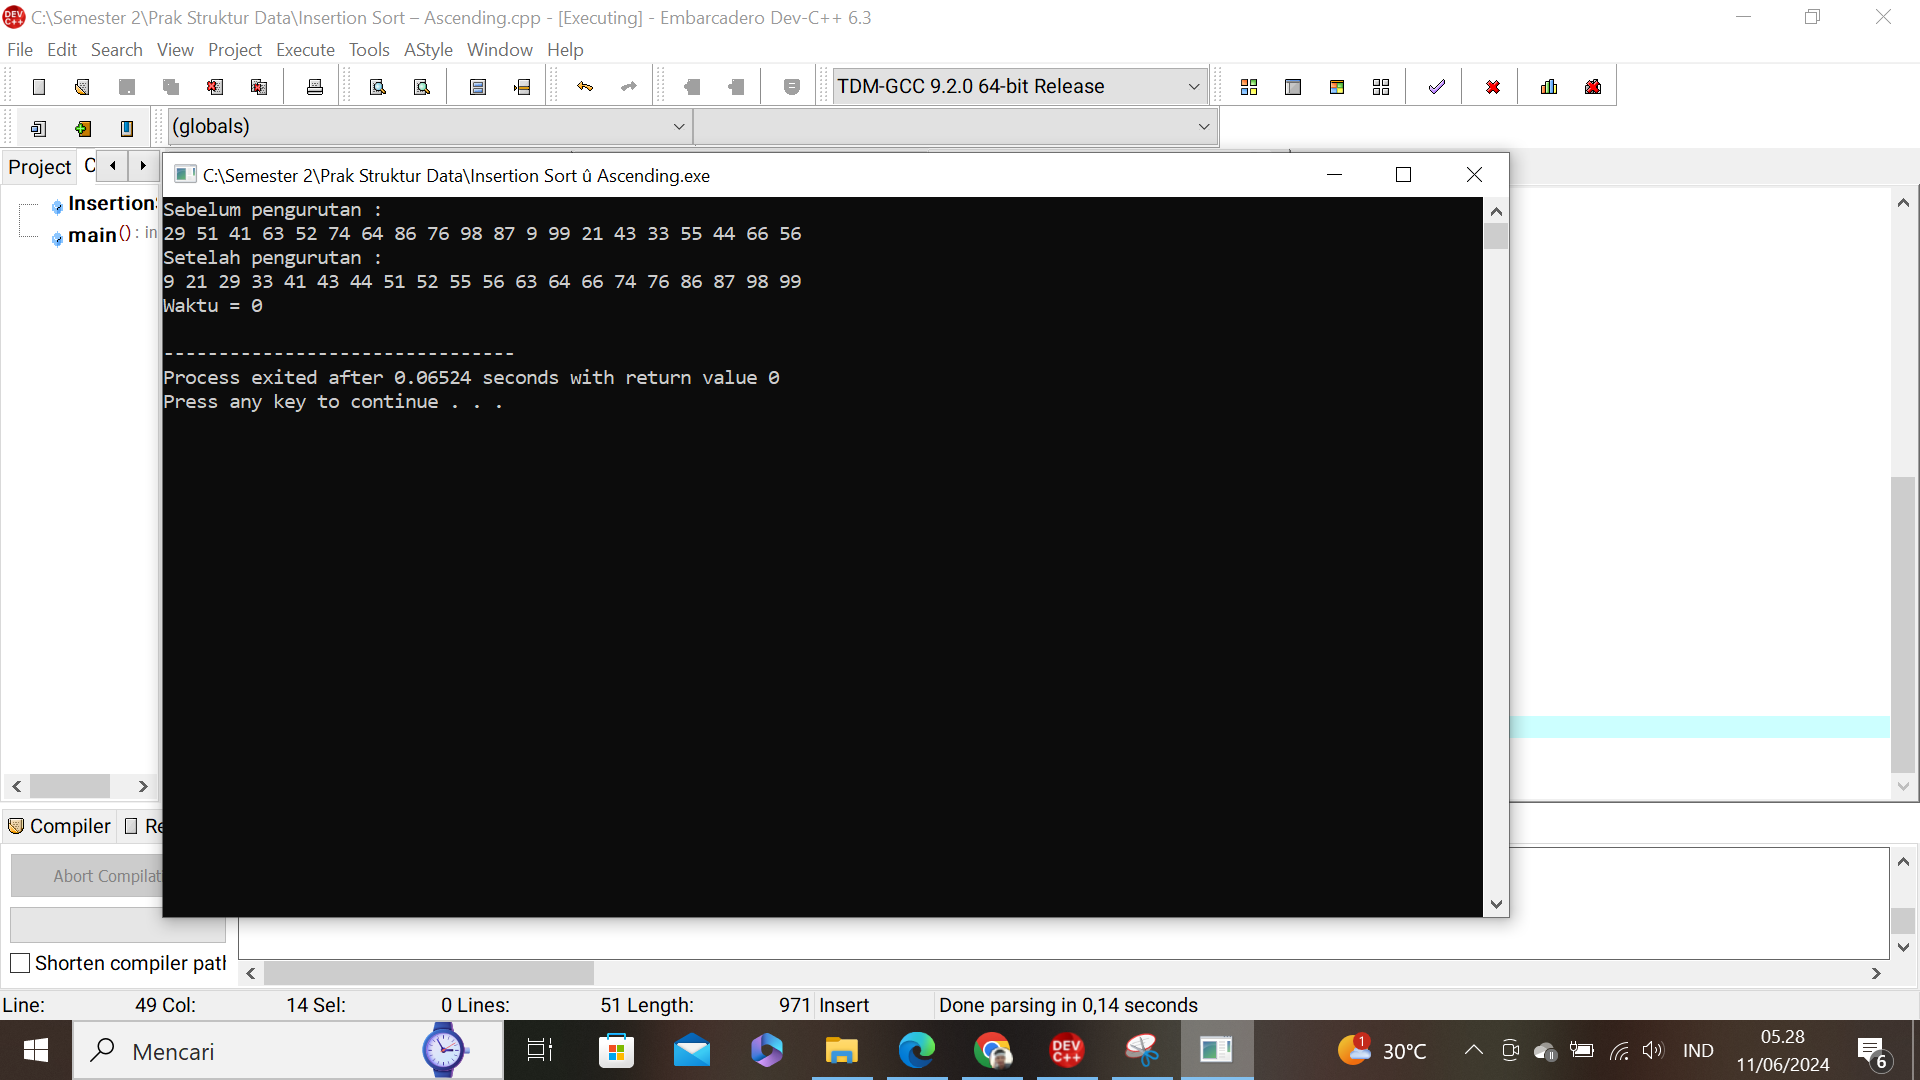 C:\Semester 2\Prak Struktur Data\Insertion Sort – Ascending.cpp - [Executing] - Embarcadero Dev-C++ 6.3
File Edit Search View Project Execute Tools AStyle Window Help
TDM-GCC 9.2.0 64-bit Release
(globals)
Project
C:\Semester 2\Prak Struktur Data\Insertion Sort û Ascending.exe
Insertion
main() : in
Sebelum pengurutan :
29 51 41 63 52 74 64 86 76 98 87 9 99 21 43 33 55 44 66 56
Setelah pengurutan :
9 21 29 33 41 43 44 51 52 55 56 63 64 66 74 76 86 87 98 99
Waktu = 0
--------------------------------
Process exited after 0.06524 seconds with return value 0
Press any key to continue . . .
Compiler Re
Abort Compilat
Shorten compiler path
Line: 49 Col: 14 Sel: 0 Lines: 51 Length: 971 Insert Done parsing in 0,14 seconds
Mencari
DEV C++
1
30°C
IND
05.28
11/06/2024
6